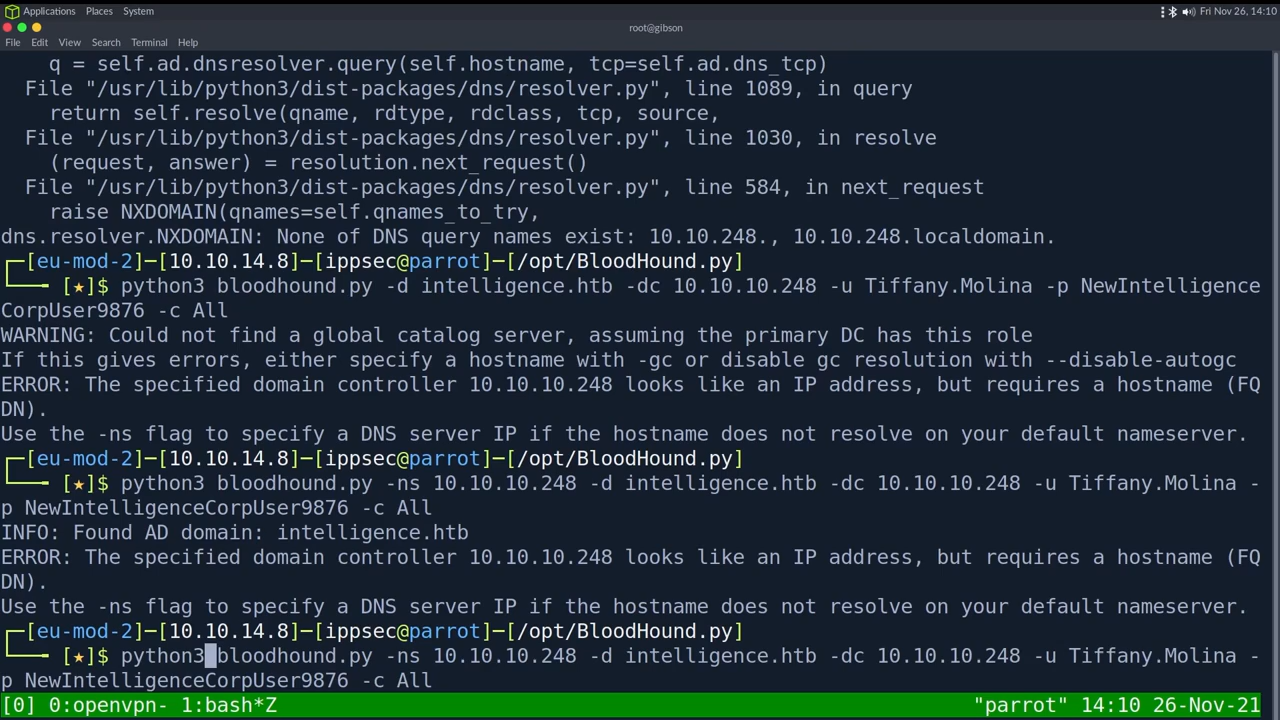 Applications Places System Fri Nov 26, 14:10
root@gibson
File Edit View Search Terminal Help
q = self.ad.dnsresolver.query(self.hostname, tcp=self.ad.dns_tcp)
File "/usr/lib/python3/dist-packages/dns/resolver.py", line 1089, in query
return self.resolve(qname, rdtype, rdclass, tcp, source,
File "/usr/lib/python3/dist-packages/dns/resolver.py", line 1030, in resolve
(request, answer) = resolution.next_request()
File "/usr/lib/python3/dist-packages/dns/resolver.py", line 584, in next_request
raise NXDOMAIN(qnames=self.qnames_to_try,
dns.resolver.NXDOMAIN: None of DNS query names exist: 10.10.248., 10.10.248.localdomain.
┌─[eu-mod-2]─[10.10.14.8]─[ippsec@parrot]─[/opt/BloodHound.py]
└── [★]$ python3 bloodhound.py -d intelligence.htb -dc 10.10.10.248 -u Tiffany.Molina -p NewIntelligence
CorpUser9876 -c All
WARNING: Could not find a global catalog server, assuming the primary DC has this role
If this gives errors, either specify a hostname with -gc or disable gc resolution with --disable-autogc
ERROR: The specified domain controller 10.10.10.248 looks like an IP address, but requires a hostname (FQ
DN).
Use the -ns flag to specify a DNS server IP if the hostname does not resolve on your default nameserver.
┌─[eu-mod-2]─[10.10.14.8]─[ippsec@parrot]─[/opt/BloodHound.py]
└── [★]$ python3 bloodhound.py -ns 10.10.10.248 -d intelligence.htb -dc 10.10.10.248 -u Tiffany.Molina -
p NewIntelligenceCorpUser9876 -c All
INFO: Found AD domain: intelligence.htb
ERROR: The specified domain controller 10.10.10.248 looks like an IP address, but requires a hostname (FQ
DN).
Use the -ns flag to specify a DNS server IP if the hostname does not resolve on your default nameserver.
┌─[eu-mod-2]─[10.10.14.8]─[ippsec@parrot]─[/opt/BloodHound.py]
└── [★]$ python3 bloodhound.py -ns 10.10.10.248 -d intelligence.htb -dc 10.10.10.248 -u Tiffany.Molina -
p NewIntelligenceCorpUser9876 -c All
[0] 0:openvpn- 1:bash*Z "parrot" 14:10 26-Nov-21